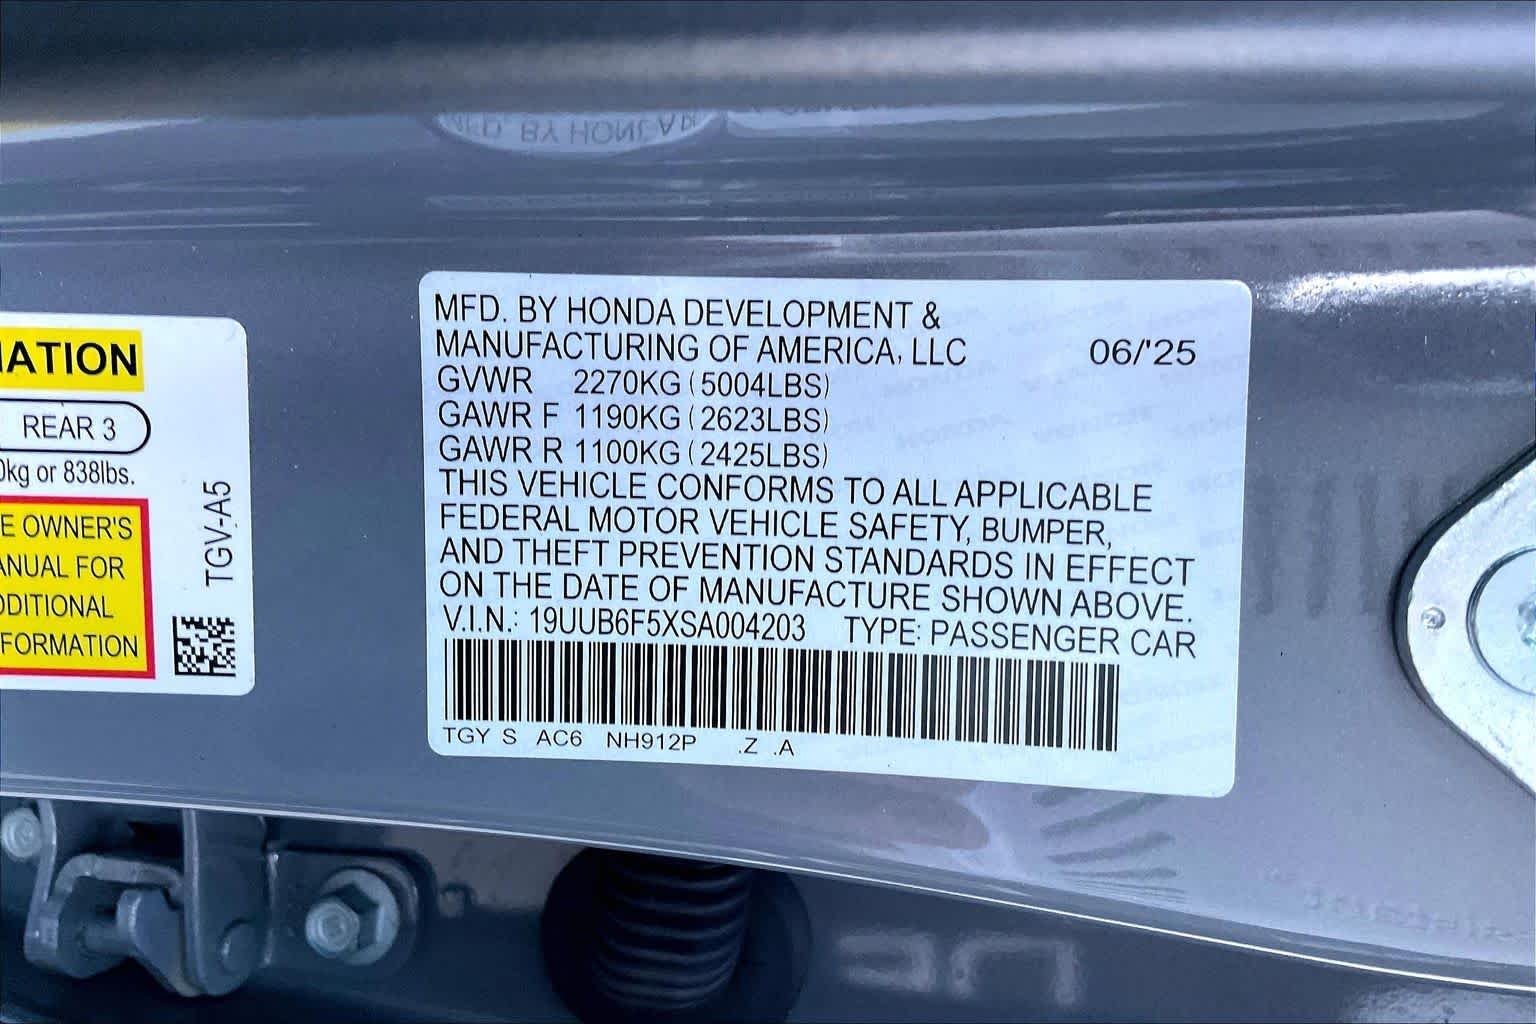 MFD. BY HONDA DEVELOPMENT &
MANUFACTURING OF AMERICA, LLC 06/'25
GVWR 2270KG (5004LBS)
GAWR F 1190KG (2623LBS)
GAWR R 1100KG (2425LBS)
THIS VEHICLE CONFORMS TO ALL APPLICABLE
FEDERAL MOTOR VEHICLE SAFETY, BUMPER,
AND THEFT PREVENTION STANDARDS IN EFFECT
ON THE DATE OF MANUFACTURE SHOWN ABOVE.
V.I.N.: 19UUB6F5XSA004203 TYPE: PASSENGER CAR
TGY S AC6 NH912P .Z .A
MATION
REAR 3
0kg or 838lbs.
E OWNER'S
ANUAL FOR
DDITIONAL
FORMATION
TGV-A5